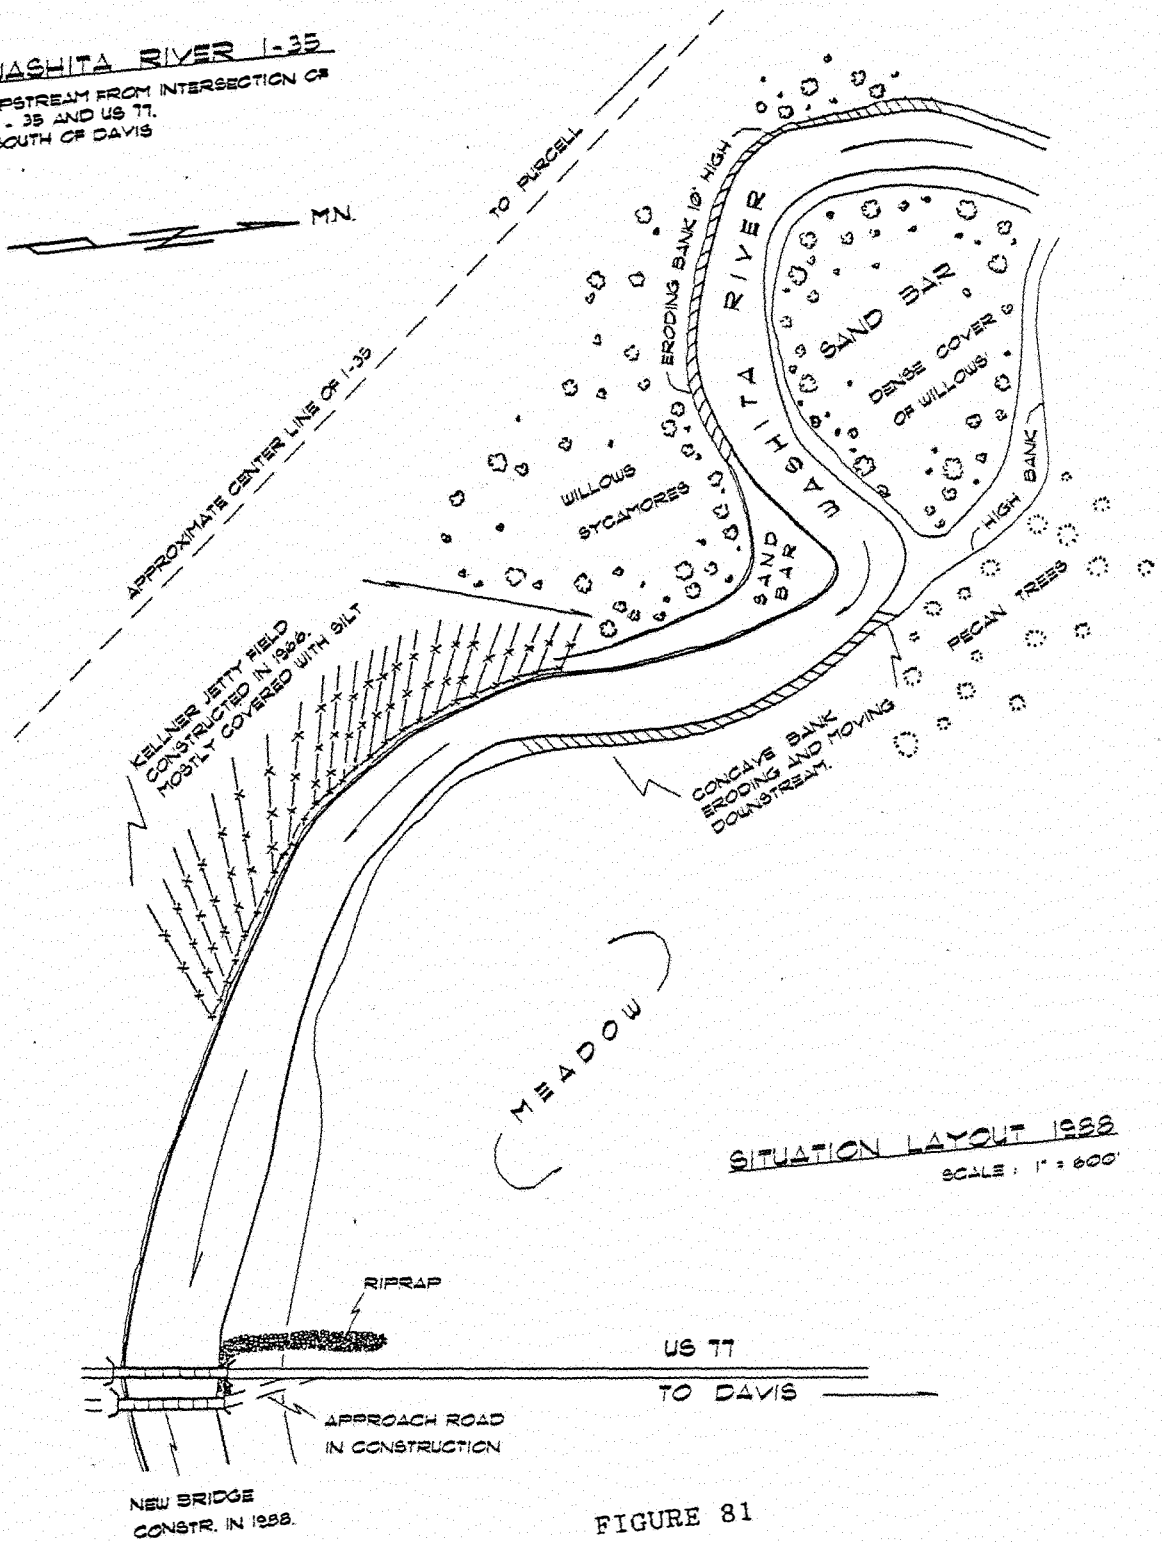 WASHITA RIVER I-35
UPSTREAM FROM INTERSECTION OF
I-35 AND US 77.
SOUTH OF DAVIS
M.N.
TO PURCELL
APPROXIMATE CENTER LINE OF I-35
ERODING BANK 10' HIGH
WASHITA RIVER
SAND BAR
DENSE COVER
OF WILLOWS
HIGH BANK
WILLOWS
SYCAMORES
SAND
BAR
PECAN TREES
KELLNER JETTY FIELD
CONSTRUCTED IN 1966.
MOSTLY COVERED WITH SILT
CONCAVE BANK
ERODING AND MOVING
DOWNSTREAM.
MEADOW
SITUATION LAYOUT 1988
SCALE: 1" = 600'
RIPRAP
US 77
TO DAVIS
APPROACH ROAD
IN CONSTRUCTION
NEW BRIDGE
CONSTR. IN 1988.
FIGURE 81